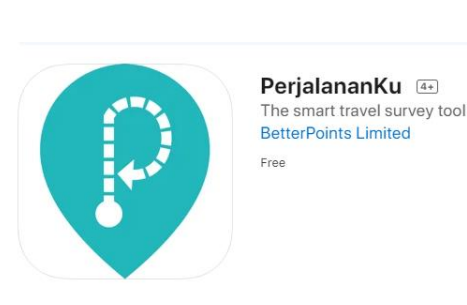 PerjalananKu 4+
The smart travel survey tool
BetterPoints Limited
Free